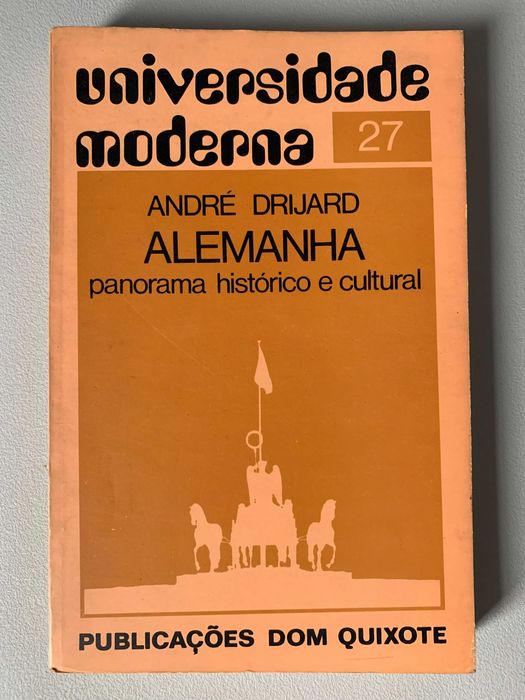 universidade
moderna 27
ANDRÉ DRIJARD
ALEMANHA
panorama histórico e cultural
PUBLICAÇÕES DOM QUIXOTE